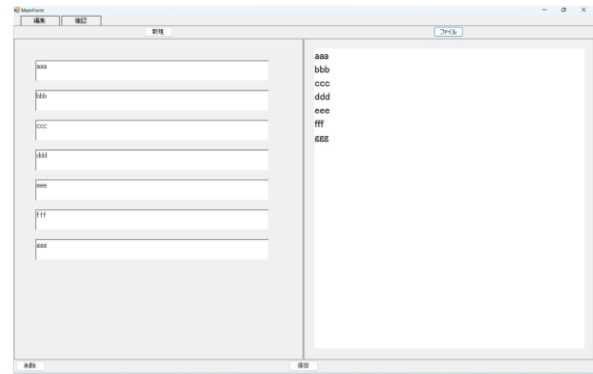 MainForm
編集 確認
新規 ファイル
aaa
bbb
ccc
ddd
eee
fff
ggg
aaa
bbb
ccc
ddd
eee
fff
ggg
削除 保存